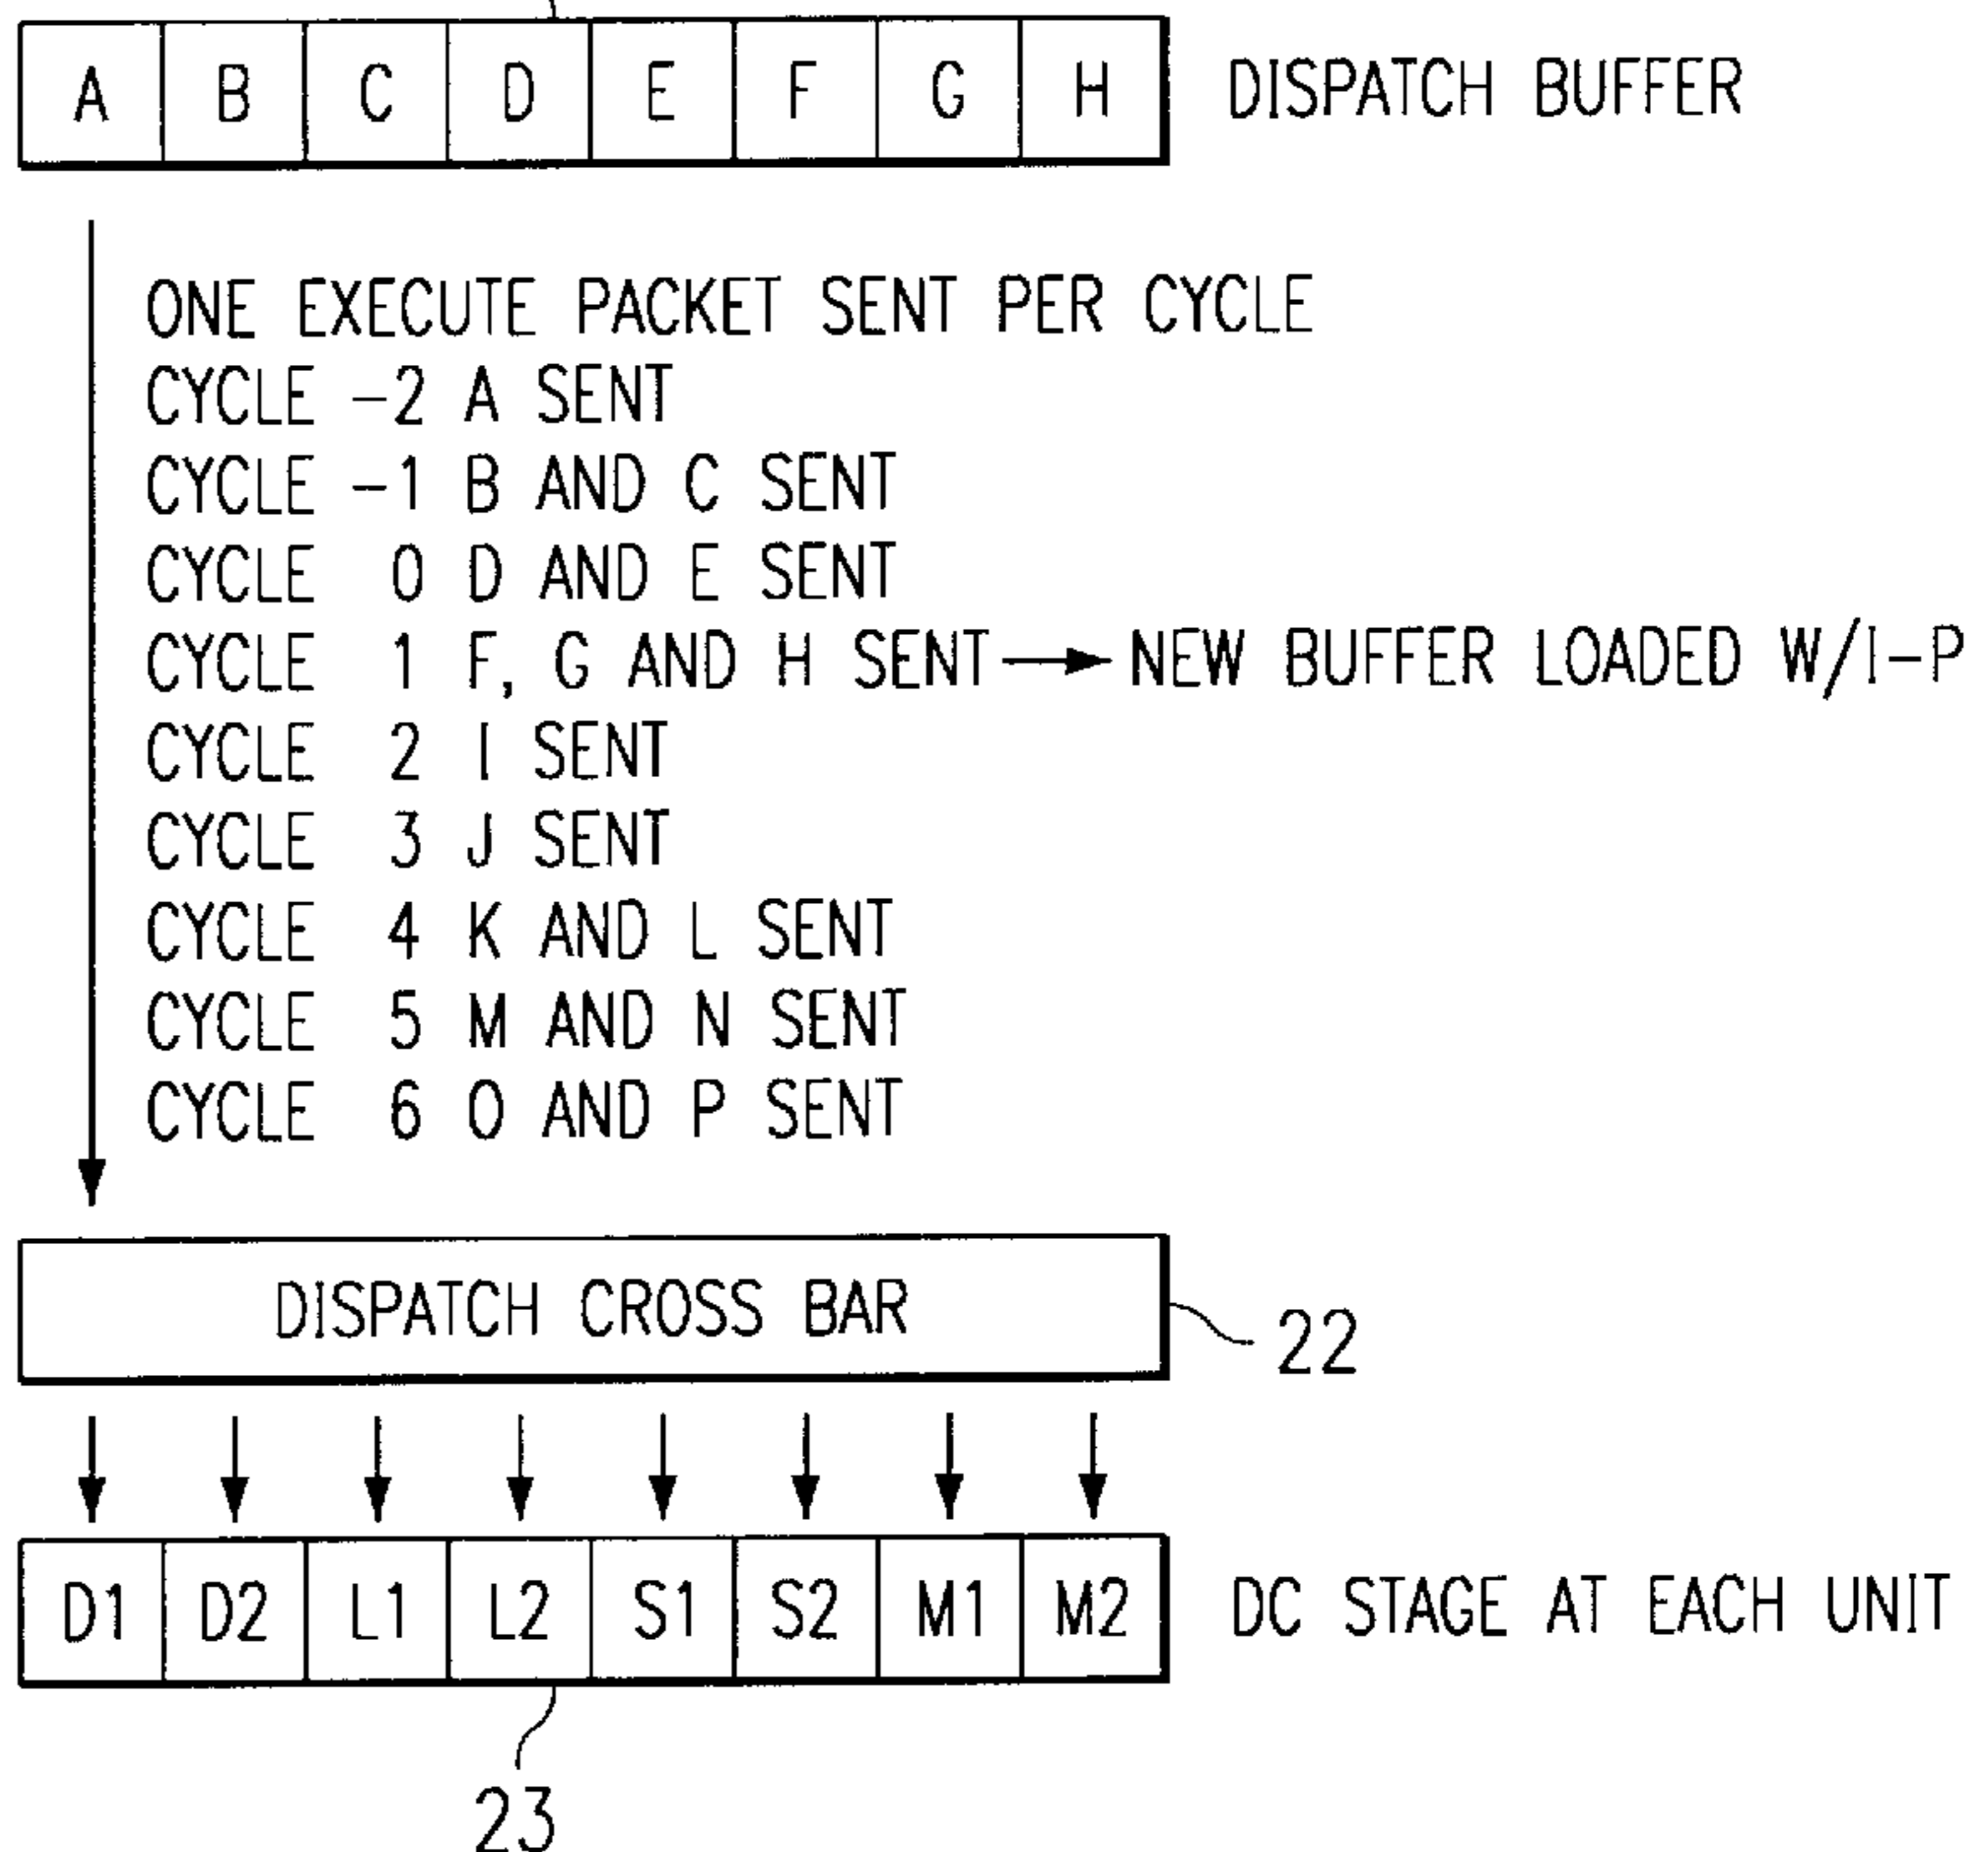 A B C D E F G H DISPATCH BUFFER
ONE EXECUTE PACKET SENT PER CYCLE
CYCLE -2 A SENT
CYCLE -1 B AND C SENT
CYCLE 0 D AND E SENT
CYCLE 1 F, G AND H SENT → NEW BUFFER LOADED W/I-P
CYCLE 2 I SENT
CYCLE 3 J SENT
CYCLE 4 K AND L SENT
CYCLE 5 M AND N SENT
CYCLE 6 O AND P SENT
DISPATCH CROSS BAR
22
D1 D2 L1 L2 S1 S2 M1 M2 DC STAGE AT EACH UNIT
23